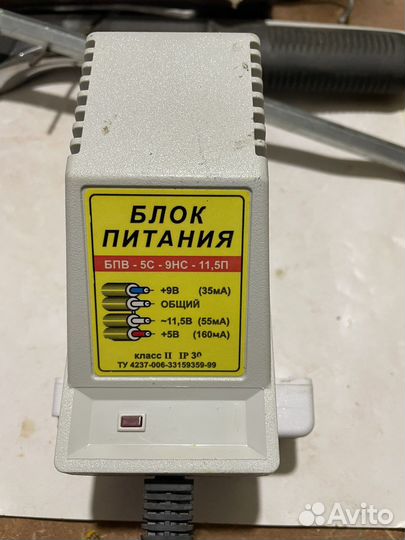 БЛОК
ПИТАНИЯ
БПВ - 5С - 9НС - 11,5П
+9В (35мА)
ОБЩИЙ
~11,5В (55мА)
+5В (160мА)
класс II IP 30
ТУ 4237-006-33159359-99
Avito